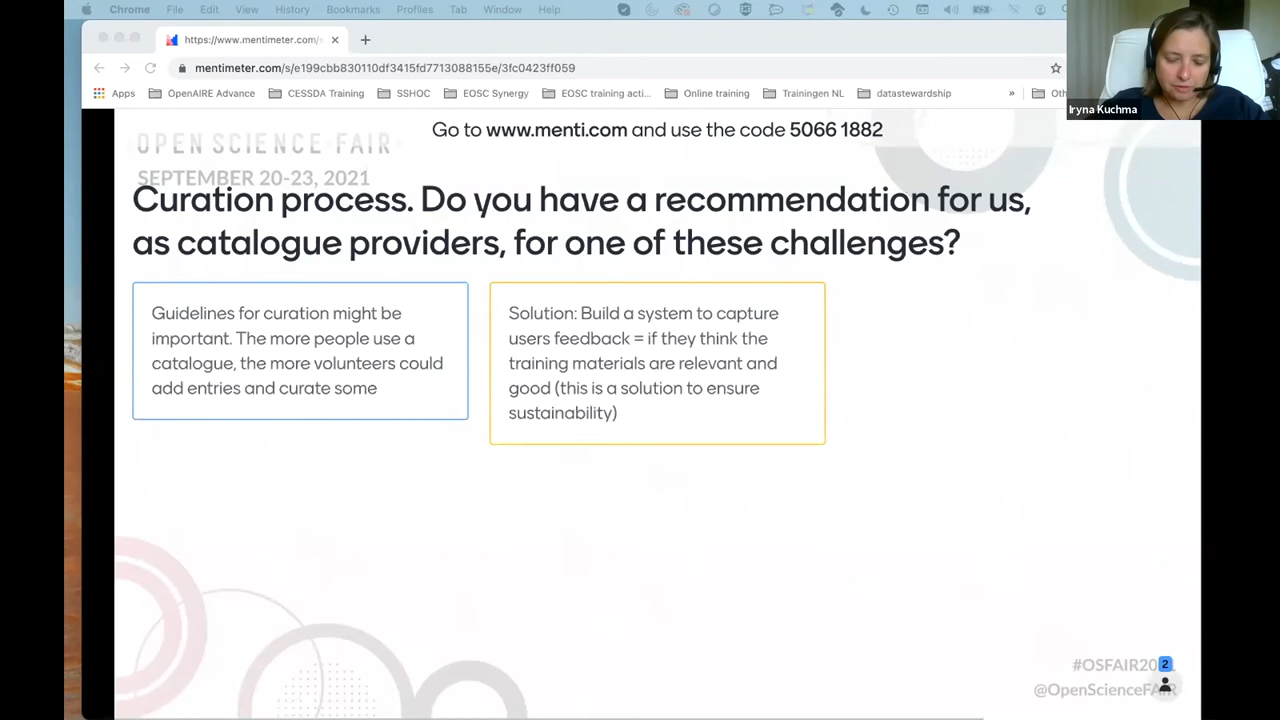 Chrome File Edit View History Bookmarks Profiles Tab Window Help
https://www.mentimeter.com/s
mentimeter.com/s/e199cbb830110df3415fd7713088155e/3fc0423ff059
Apps OpenAIRE Advance CESSDA Training SSHOC EOSC Synergy EOSC training acti... Online training Trainingen NL datastewardship » Oth
Iryna Kuchma
Go to www.menti.com and use the code 5066 1882
OPEN SCIENCE FAIR
SEPTEMBER 20-23, 2021
Curation process. Do you have a recommendation for us,
as catalogue providers, for one of these challenges?
Guidelines for curation might be
important. The more people use a
catalogue, the more volunteers could
add entries and curate some
Solution: Build a system to capture
users feedback = if they think the
training materials are relevant and
good (this is a solution to ensure
sustainability)
#OSFAIR2021
2
@OpenScienceFAIR